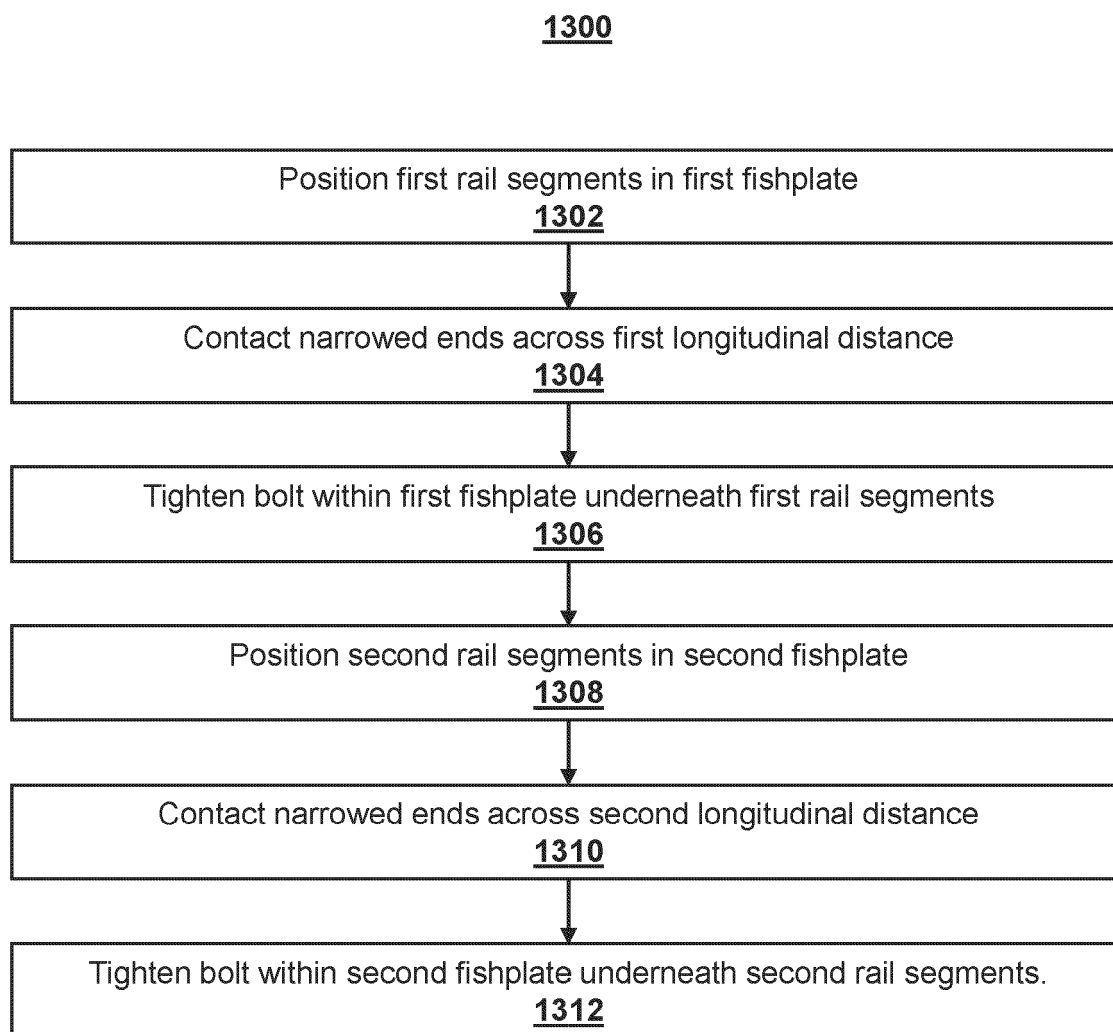 1300
Position first rail segments in first fishplate
1302
Contact narrowed ends across first longitudinal distance
1304
Tighten bolt within first fishplate underneath first rail segments
1306
Position second rail segments in second fishplate
1308
Contact narrowed ends across second longitudinal distance
1310
Tighten bolt within second fishplate underneath second rail segments.
1312